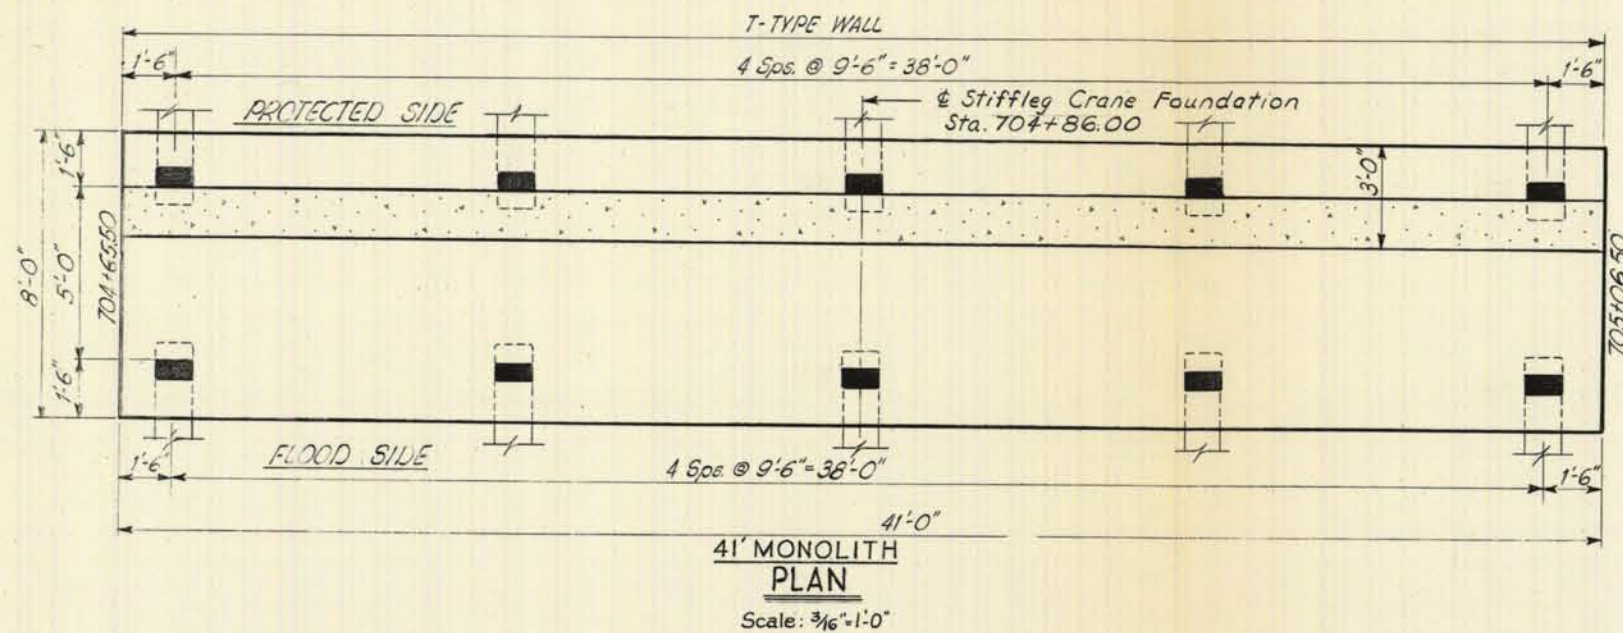 T-TYPE WALL
1'-6"
4 Sps. @ 9'-6" = 38'-0"
1'-6"
℄ Stiffleg Crane Foundation
Sta. 704+86.00
PROTECTED SIDE
1'-6"
3'-0"
8'-0"
5'-0"
704+65.50
705+06.50
1'-6"
FLOOD SIDE
1'-6"
4 Sps. @ 9'-6" = 38'-0"
1'-6"
41'-0"
41' MONOLITH
PLAN
Scale: 3/16"=1'-0"